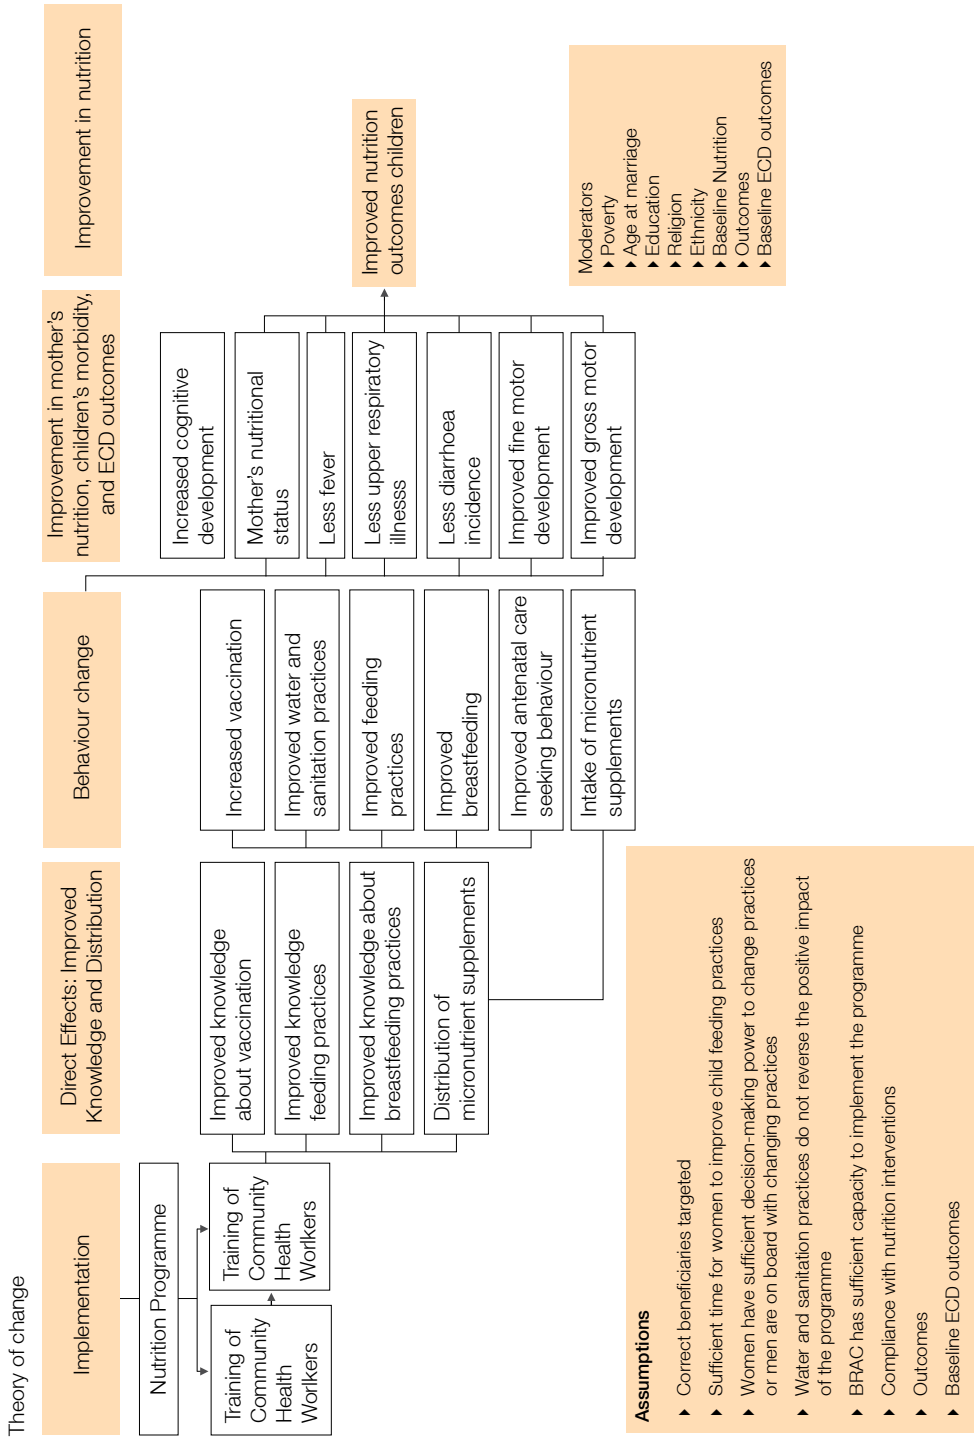 Theory of change
Implementation
Direct Effects: Improved
Knowledge and Distribution
Behaviour change
Improvement in mother's
nutrition, children's morbidity,
and ECD outcomes
Improvement in nutrition
Nutrition Programme
Training of
Community
Health
Worlkers
Training of
Community
Health
Worlkers
Improved knowledge
about vaccination
Improved knowledge
feeding practices
Improved knowledge about
breastfeeding practices
Distribution of
micronutrient supplements
Increased vaccination
Improved water and
sanitation practices
Improved feeding
practices
Improved
breastfeeding
Improved antenatal care
seeking behaviour
Intake of micronutrient
supplements
Increased cognitive
development
Mother's nutritional
status
Less fever
Less upper respiratory
illnesss
Less diarrhoea
incidence
Improved fine motor
development
Improved gross motor
development
Improved nutrition
outcomes children
Assumptions
Correct beneficiaries targeted
Sufficient time for women to improve child feeding practices
Women have sufficient decision-making power to change practices
or men are on board with changing practices
Water and sanitation practices do not reverse the positive impact
of the programme
BRAC has sufficient capacity to implement the programme
Compliance with nutrition interventions
Outcomes
Baseline ECD outcomes
Moderators
Poverty
Age at marriage
Education
Religion
Ethnicity
Baseline Nutrition
Outcomes
Baseline ECD outcomes